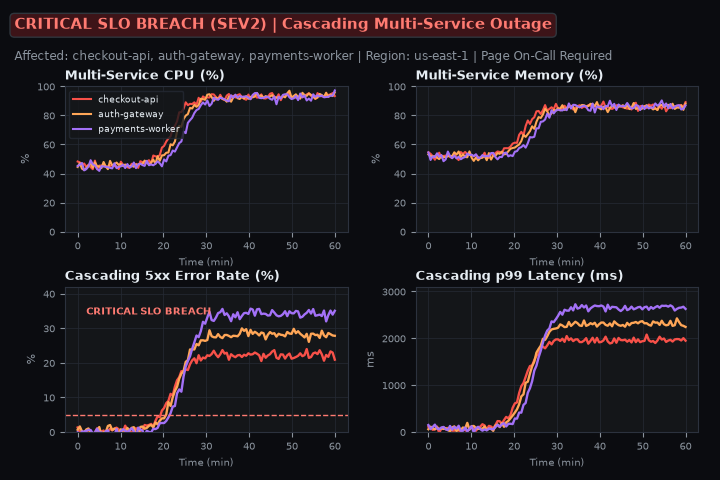 CRITICAL SLO BREACH (SEV2) | Cascading Multi-Service Outage
Affected: checkout-api, auth-gateway, payments-worker | Region: us-east-1 | Page On-Call Required
Multi-Service CPU (%)
100
80
60
40
20
0
%
checkout-api
auth-gateway
payments-worker
0 10 20 30 40 50 60
Time (min)
Multi-Service Memory (%)
100
80
60
40
20
0
%
0 10 20 30 40 50 60
Time (min)
Cascading 5xx Error Rate (%)
40
30
20
10
0
%
CRITICAL SLO BREACH
0 10 20 30 40 50 60
Time (min)
Cascading p99 Latency (ms)
3000
2000
1000
0
ms
0 10 20 30 40 50 60
Time (min)